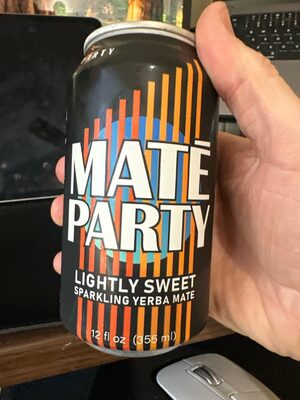 PARTY
MATĒ
PARTY
LIGHTLY SWEET
SPARKLING YERBA MATE
12 fl oz (355 ml)